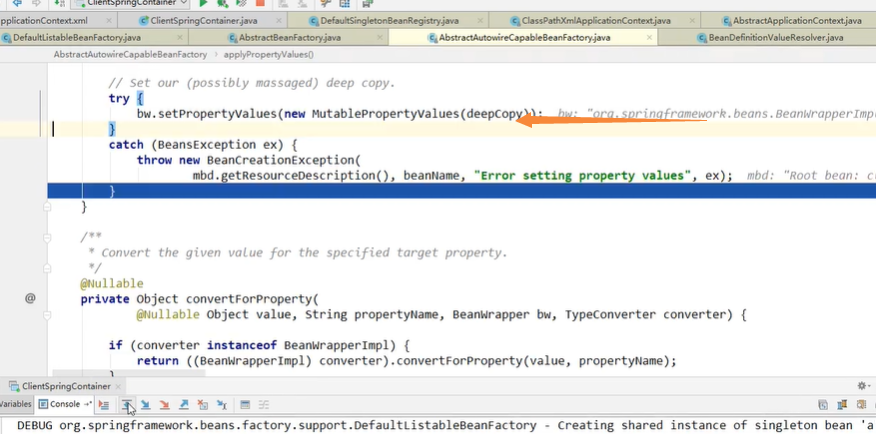 ClientSpringContainer
pplicationContext.xml
ClientSpringContainer.java
DefaultSingletonBeanRegistry.java
ClassPathXmlApplicationContext.java
AbstractApplicationContext.java
DefaultListableBeanFactory.java
AbstractBeanFactory.java
AbstractAutowireCapableBeanFactory.java
BeanDefinitionValueResolver.java
AbstractAutowireCapableBeanFactory › applyPropertyValues()
// Set our (possibly massaged) deep copy.
try {
bw.setPropertyValues(new MutablePropertyValues(deepCopy)); bw: "org.springframework.beans.BeanWrapperImpl
}
catch (BeansException ex) {
throw new BeanCreationException(
mbd.getResourceDescription(), beanName, "Error setting property values", ex); mbd: "Root bean: c
}
}
/**
* Convert the given value for the specified target property.
*/
@Nullable
@ private Object convertForProperty(
@Nullable Object value, String propertyName, BeanWrapper bw, TypeConverter converter) {
if (converter instanceof BeanWrapperImpl) {
return ((BeanWrapperImpl) converter).convertForProperty(value, propertyName);
}
ClientSpringContainer
Variables Console
DEBUG org.springframework.beans.factory.support.DefaultListableBeanFactory - Creating shared instance of singleton bean 'a